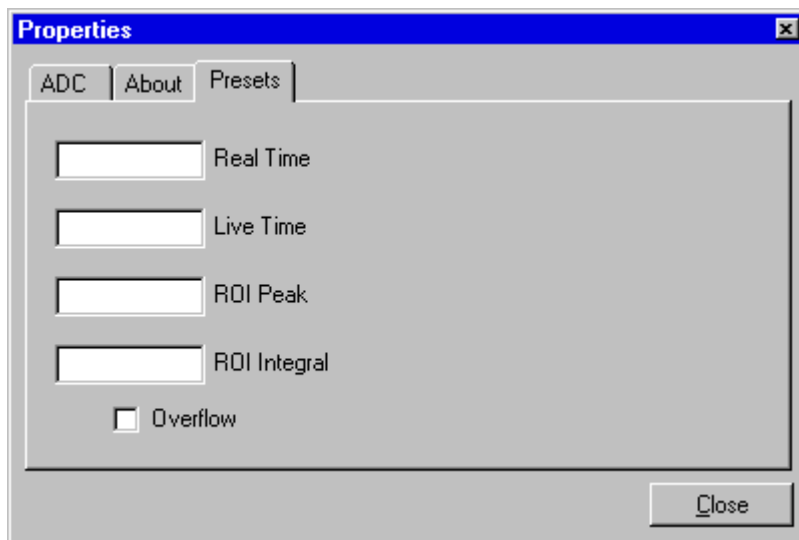 Properties
ADC About Presets
Real Time
Live Time
ROI Peak
ROI Integral
Overflow
Close